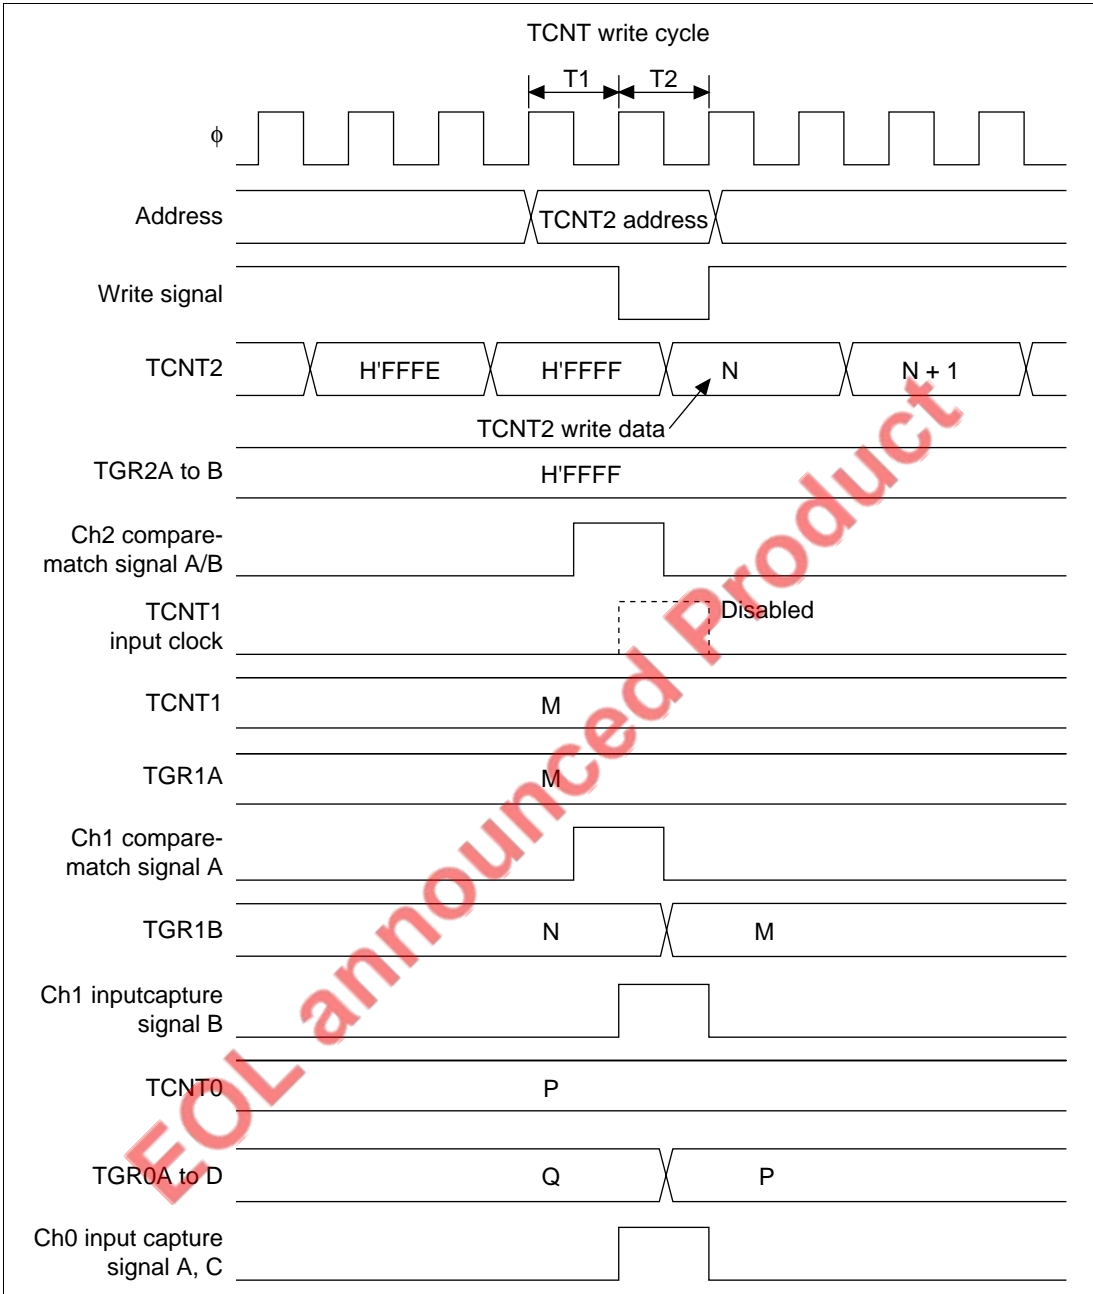 TCNT write cycle
T1 T2
ϕ
Address
TCNT2 address
Write signal
TCNT2
H'FFFE H'FFFF N N + 1
TCNT2 write data
TGR2A to B
H'FFFF
Ch2 compare-
match signal A/B
TCNT1
input clock
Disabled
TCNT1
M
TGR1A
M
Ch1 compare-
match signal A
TGR1B
N M
Ch1 inputcapture
signal B
TCNT0
P
TGR0A to D
Q P
Ch0 input capture
signal A, C
EOL announced Product